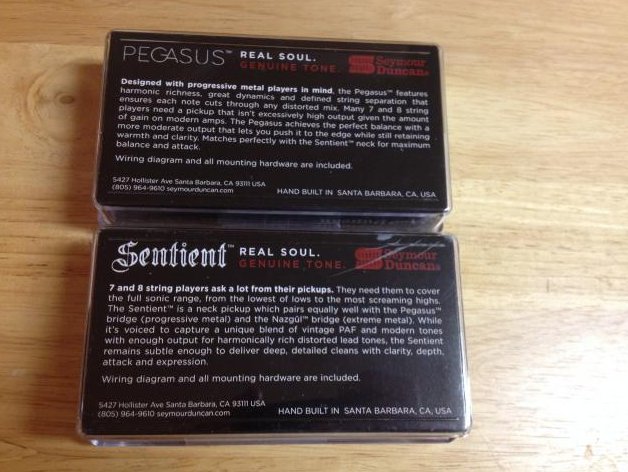 PEGASUS™ REAL SOUL.
GENUINE TONE.
Seymour
Duncan®
Designed with progressive metal players in mind, the Pegasus™ features
harmonic richness, great dynamics and defined string separation that
ensures each note cuts through any distorted mix. Many 7 and 8 string
players need a pickup that isn't excessively high output given the amount
of gain on modern amps. The Pegasus achieves the perfect balance with a
more moderate output that lets you push it to the edge while still retaining
warmth and clarity. Matches perfectly with the Sentient™ neck for maximum
balance and attack.
Wiring diagram and all mounting hardware are included.
5427 Hollister Ave Santa Barbara, CA 93111 USA
(805) 964-9610 seymourduncan.com
HAND BUILT IN SANTA BARBARA, CA, USA
Sentient™ REAL SOUL.
GENUINE TONE.
Seymour
Duncan®
7 and 8 string players ask a lot from their pickups. They need them to cover
the full sonic range, from the lowest of lows to the most screaming highs.
The Sentient™ is a neck pickup which pairs equally well with the Pegasus™
bridge (progressive metal) and the Nazgûl™ bridge (extreme metal). While
it's voiced to capture a unique blend of vintage PAF and modern tones
with enough output for harmonically rich distorted lead tones, the Sentient
remains subtle enough to deliver deep, detailed cleans with clarity, depth,
attack and expression.
Wiring diagram and all mounting hardware are included.
5427 Hollister Ave Santa Barbara, CA 93111 USA
(805) 964-9610 seymourduncan.com
HAND BUILT IN SANTA BARBARA, CA, USA